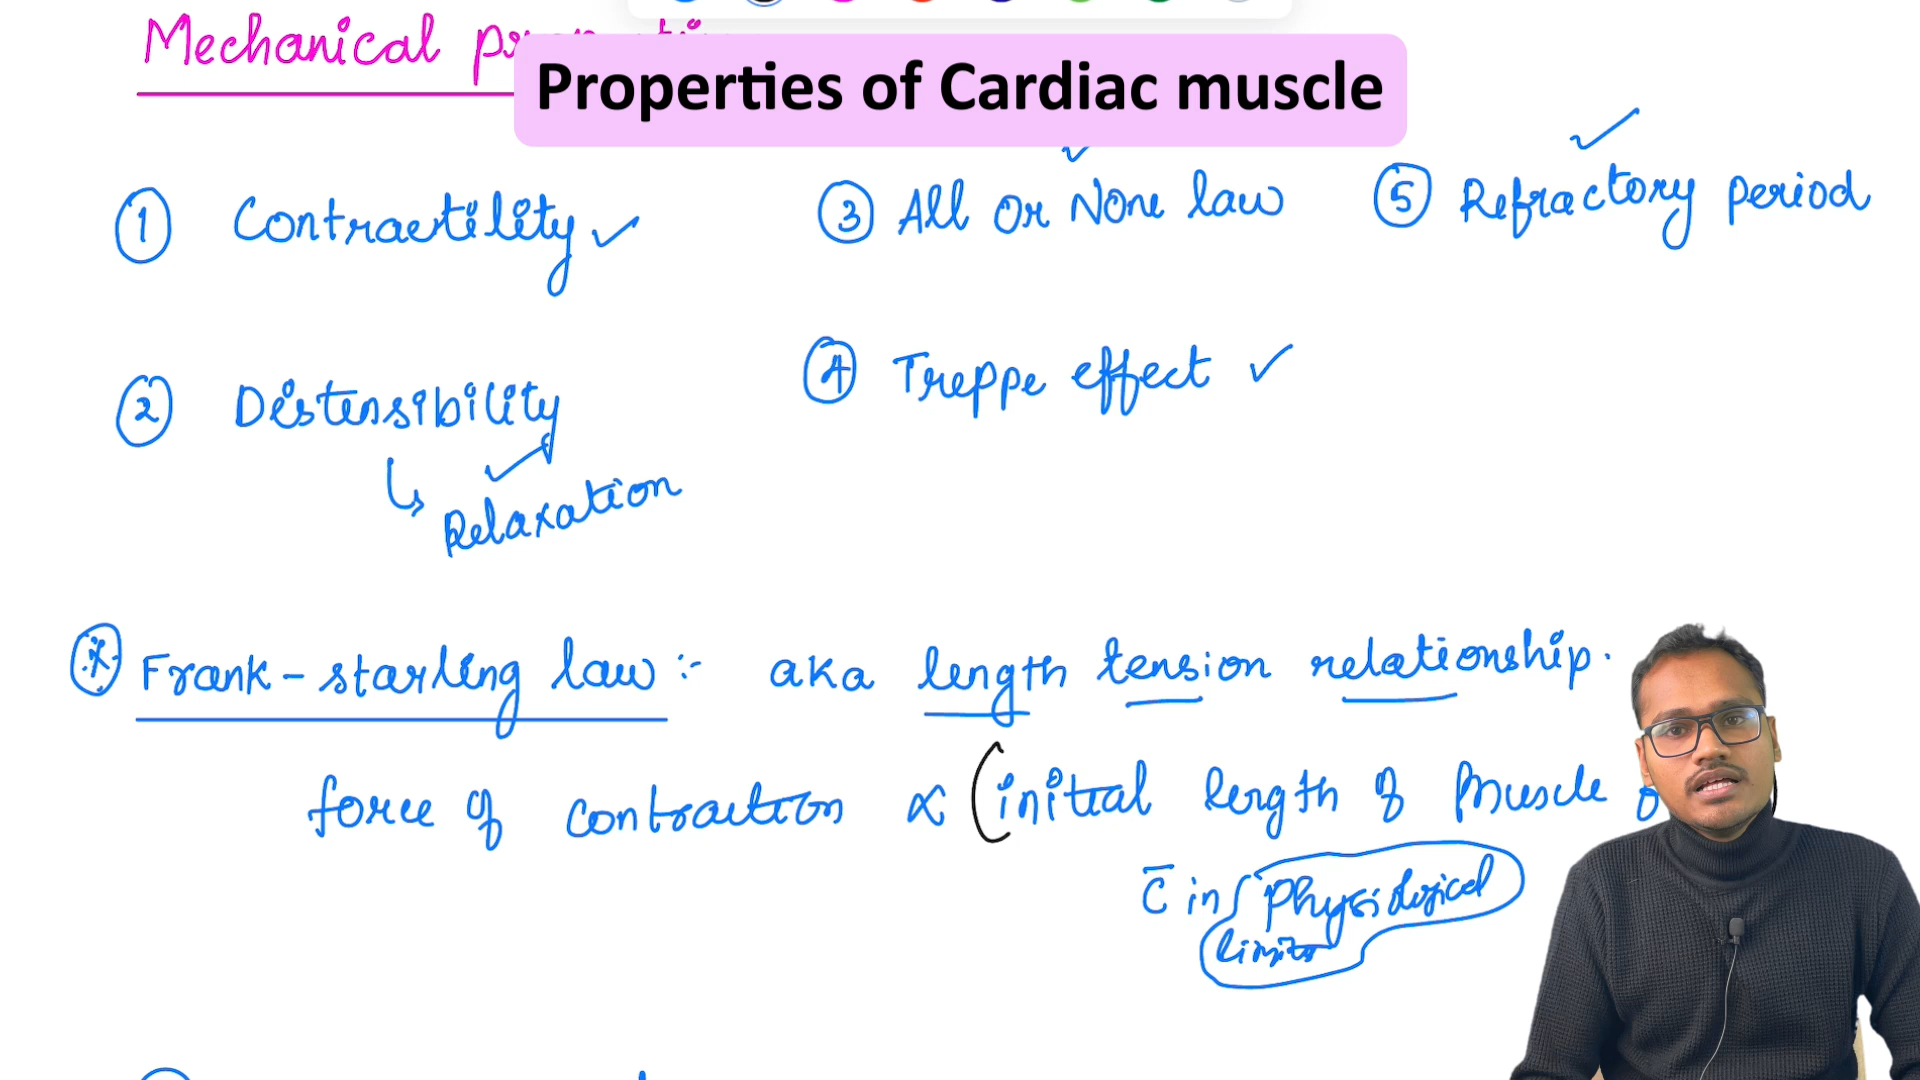 Mechanical
Properties of Cardiac muscle
① Contractility ✓
② Distensibility
↳ Relaxation
③ All or None law
④ Treppe effect ✓
⑤ Refractory period
Frank-starling law :- aka length tension relationship.
force of contraction ∝ (initial length of muscle
c̄ in physiological
limits